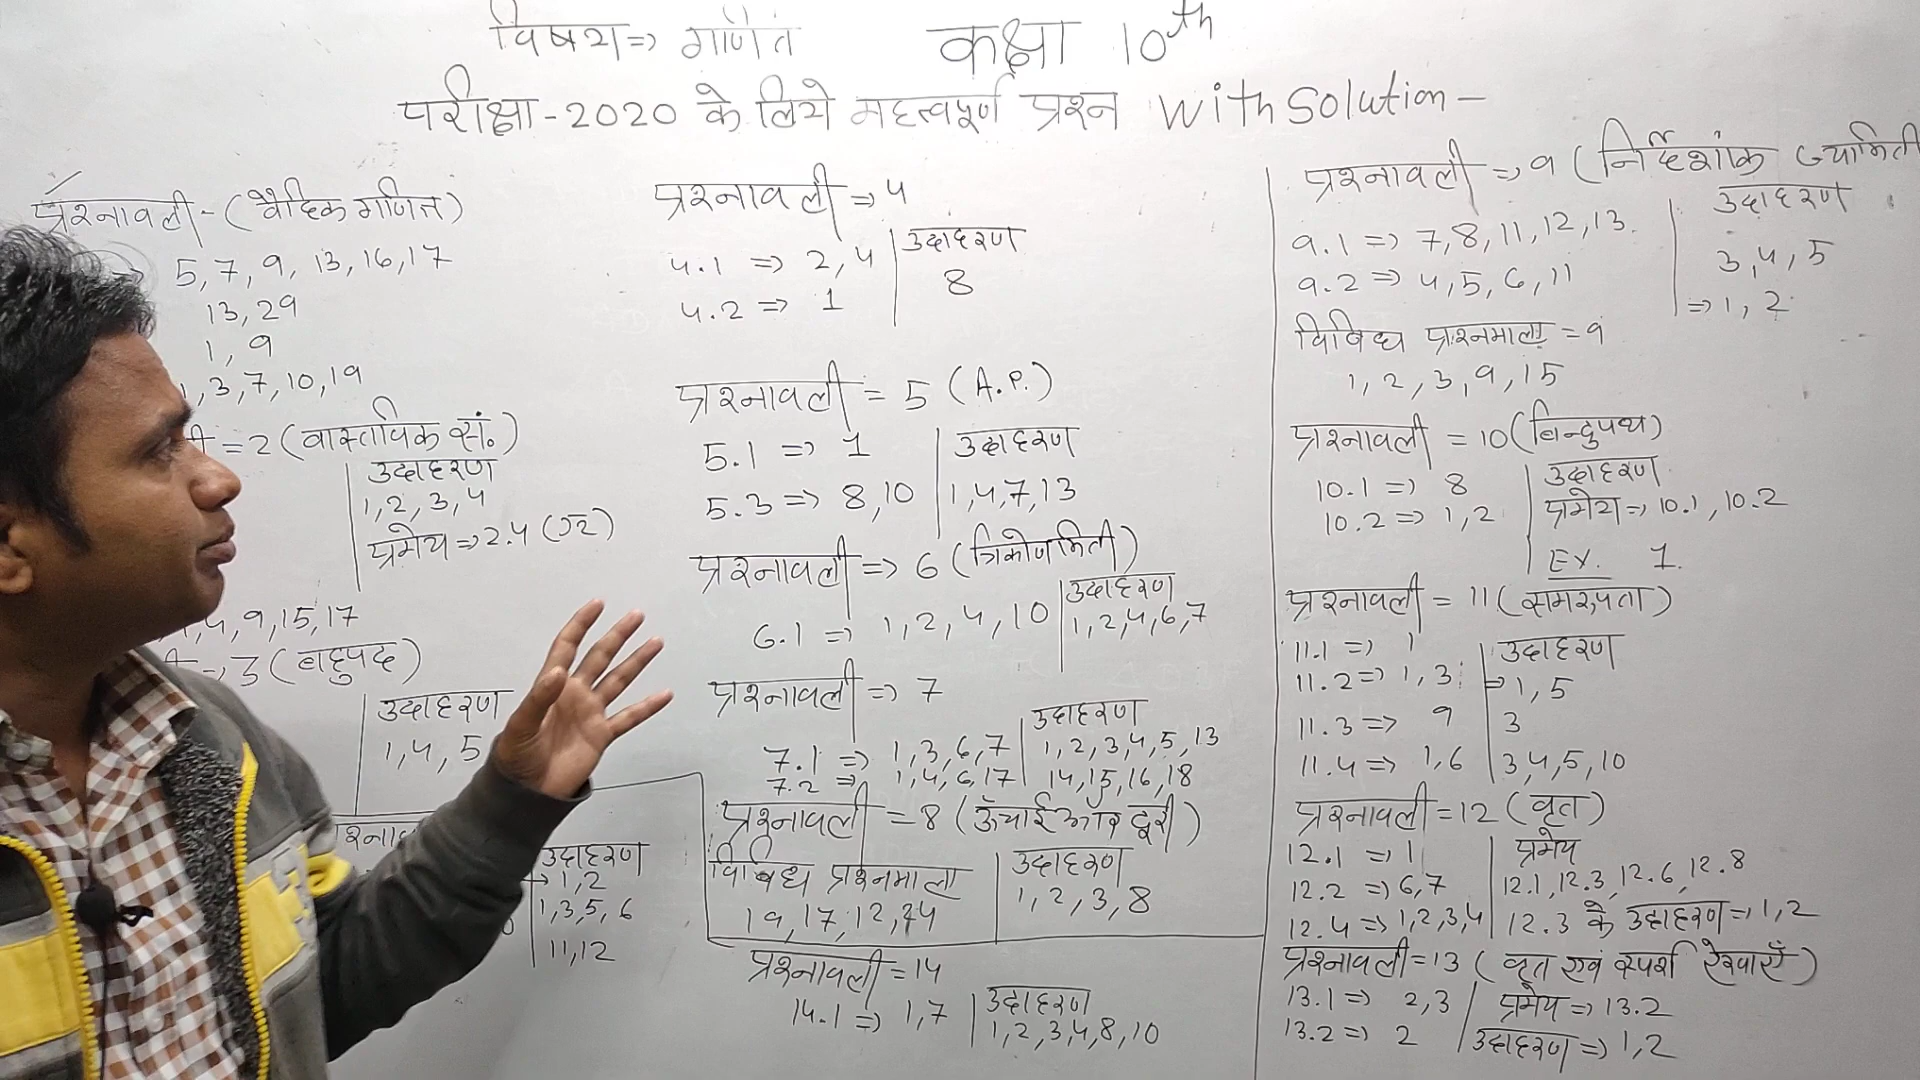 विषय => गणित कक्षा 10th
परीक्षा - 2020 के लिये महत्वपूर्ण प्रश्न With Solution -
प्रश्नावली - (वैदिक गणित)
=> 5, 7, 9, 13, 16, 17
13, 29
1, 9
1, 3, 7, 10, 19
= 2 (वास्तविक सं.)
उदाहरण
1, 2, 3, 4
प्रमेय => 2.4 (√2)
4, 9, 15, 17
3 (बहुपद)
उदाहरण
1, 4, 5
उदाहरण
1, 2
1, 3, 5, 6
11, 12
प्रश्नावली => 4
4.1 => 2, 4 | उदाहरण
4.2 => 1 | 8
प्रश्नावली = 5 (A.P.)
5.1 => 1 | उदाहरण
5.3 => 8, 10 | 1, 4, 7, 13
प्रश्नावली => 6 (त्रिकोणमिती)
उदाहरण
6.1 => 1, 2, 4, 10 | 1, 2, 4, 6, 7
प्रश्नावली => 7
उदाहरण
7.1 => 1, 3, 6, 7 | 1, 2, 3, 4, 5, 13
7.2 => 1, 4, 6, 17 | 14, 15, 16, 18
प्रश्नावली = 8 (ऊँचाई और दूरी)
विविध प्रश्नमाला | उदाहरण
19, 17, 12, 24 | 1, 2, 3, 8
प्रश्नावली = 14
14.1 => 1, 7 | उदाहरण
1, 2, 3, 4, 8, 10
प्रश्नावली => 9 (निर्देशांक ज्यामिती
उदाहरण
9.1 => 7, 8, 11, 12, 13. | 3, 4, 5
9.2 => 4, 5, 6, 11 | => 1, 2
विविध प्रश्नमाला = 9
1, 2, 3, 9, 15
प्रश्नावली = 10 (बिन्दुपथ)
10.1 => 8 | उदाहरण
10.2 => 1, 2 | प्रमेय => 10.1, 10.2
Ex. 1.
प्रश्नावली = 11 (समरूपता)
11.1 => 1 | उदाहरण
11.2 => 1, 3 | => 1, 5
11.3 => 9 | 3
11.4 => 1, 6 | 3, 4, 5, 10
प्रश्नावली = 12 (वृत)
12.1 => 1 | प्रमेय
12.2 => 6, 7 | 12.1, 12.3, 12.6, 12.8
12.4 => 1, 2, 3, 4 | 12.3 के उदाहरण => 1, 2
प्रश्नावली = 13 (वृत एवं स्पर्श रेखाएँ)
13.1 => 2, 3 | प्रमेय => 13.2
13.2 => 2 | उदाहरण => 1, 2